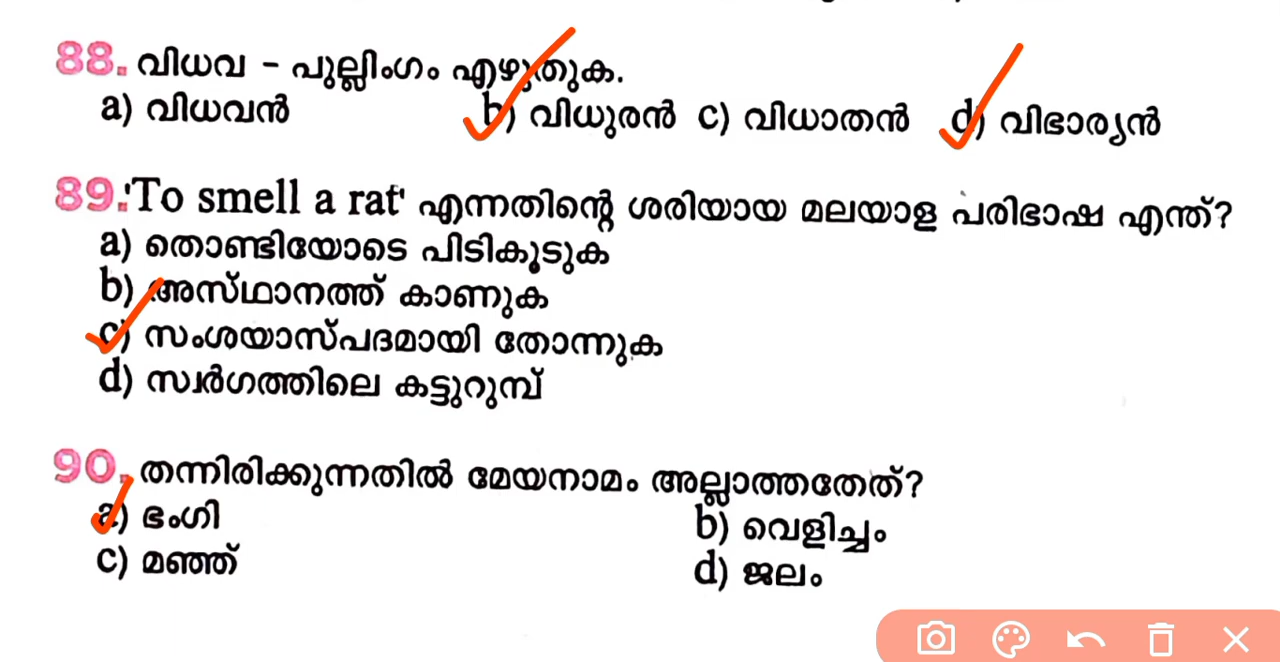 88. വിധവ - പുല്ലിംഗം എഴുതുക.
a) വിധവൻ b) വിധുരൻ c) വിധാതൻ d) വിഭാര്യൻ
89. 'To smell a rat' എന്നതിന്റെ ശരിയായ മലയാള പരിഭാഷ എന്ത്?
a) തൊണ്ടിയോടെ പിടികൂടുക
b) അസ്ഥാനത്ത് കാണുക
c) സംശയാസ്പദമായി തോന്നുക
d) സ്വർഗത്തിലെ കട്ടുറുമ്പ്
90. തന്നിരിക്കുന്നതിൽ മേയനാമം അല്ലാത്തതേത്?
a) ഭംഗി b) വെളിച്ചം
c) മഞ്ഞ് d) ജലം